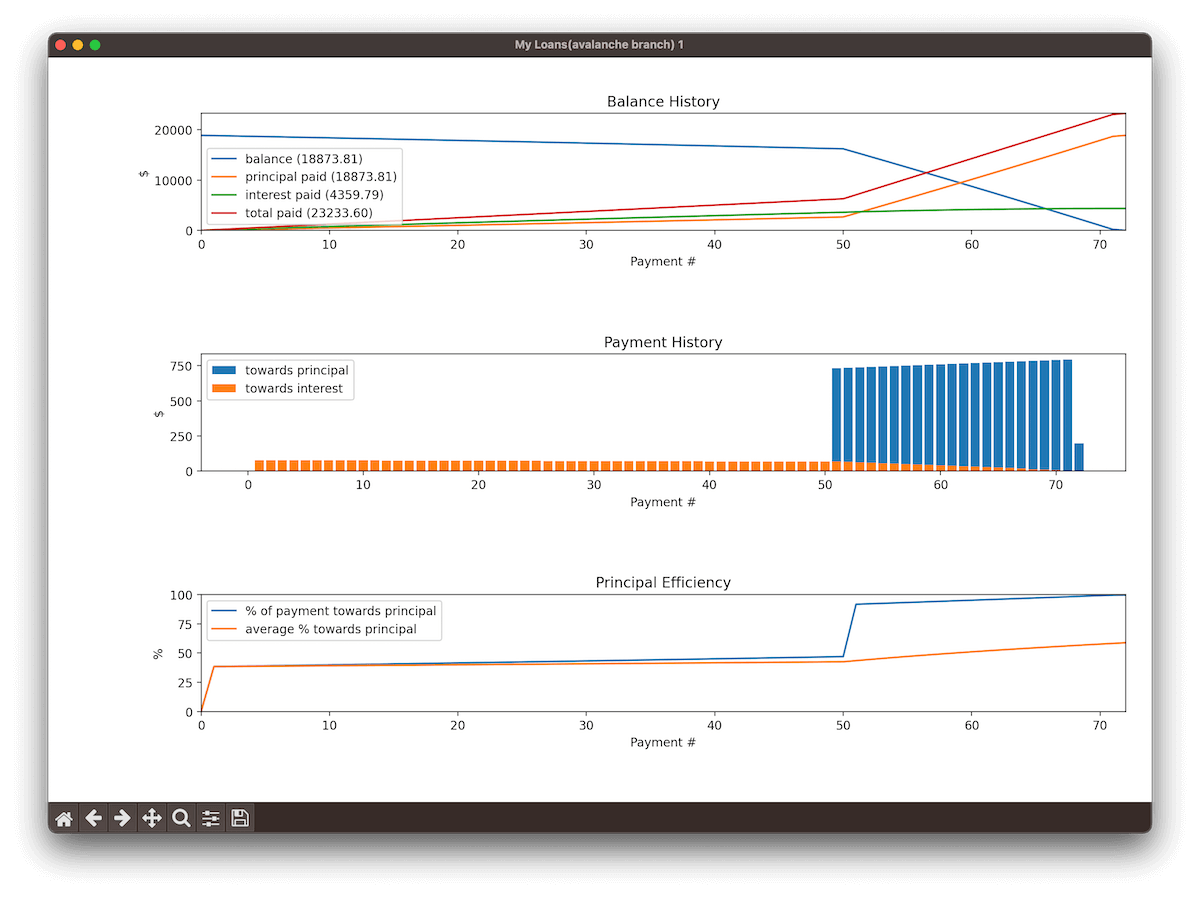 My Loans(avalanche branch) 1
Balance History
20000
10000
0
$
balance (18873.81)
principal paid (18873.81)
interest paid (4359.79)
total paid (23233.60)
0 10 20 30 40 50 60 70
Payment #
Payment History
750
500
250
0
$
towards principal
towards interest
0 10 20 30 40 50 60 70
Payment #
Principal Efficiency
100
75
50
25
0
%
% of payment towards principal
average % towards principal
0 10 20 30 40 50 60 70
Payment #